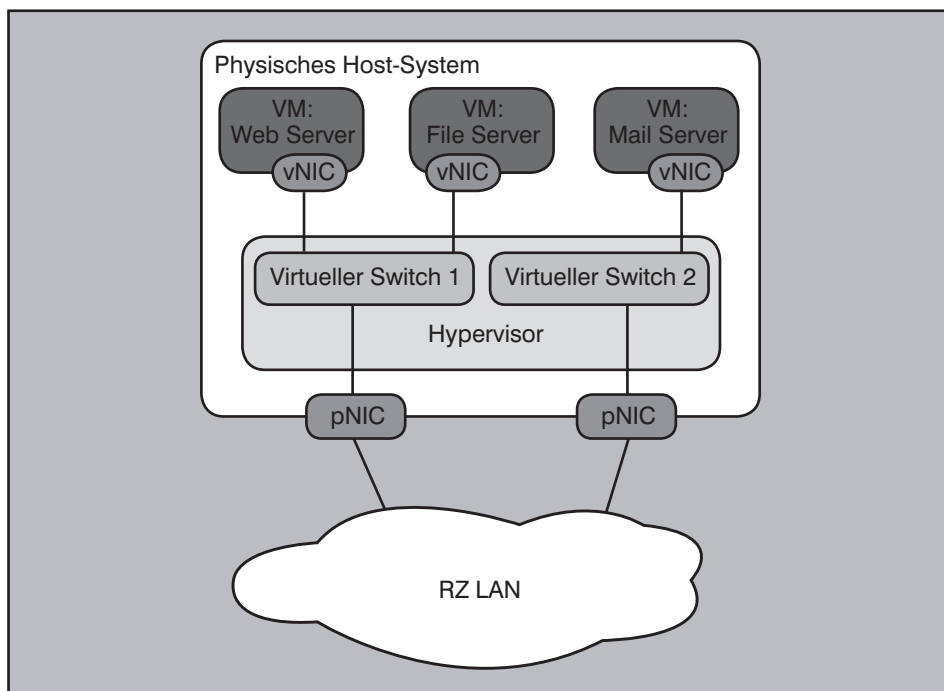 Physisches Host-System
VM:
Web Server
VM:
File Server
VM:
Mail Server
vNIC
vNIC
vNIC
Virtueller Switch 1
Virtueller Switch 2
Hypervisor
pNIC
pNIC
RZ LAN